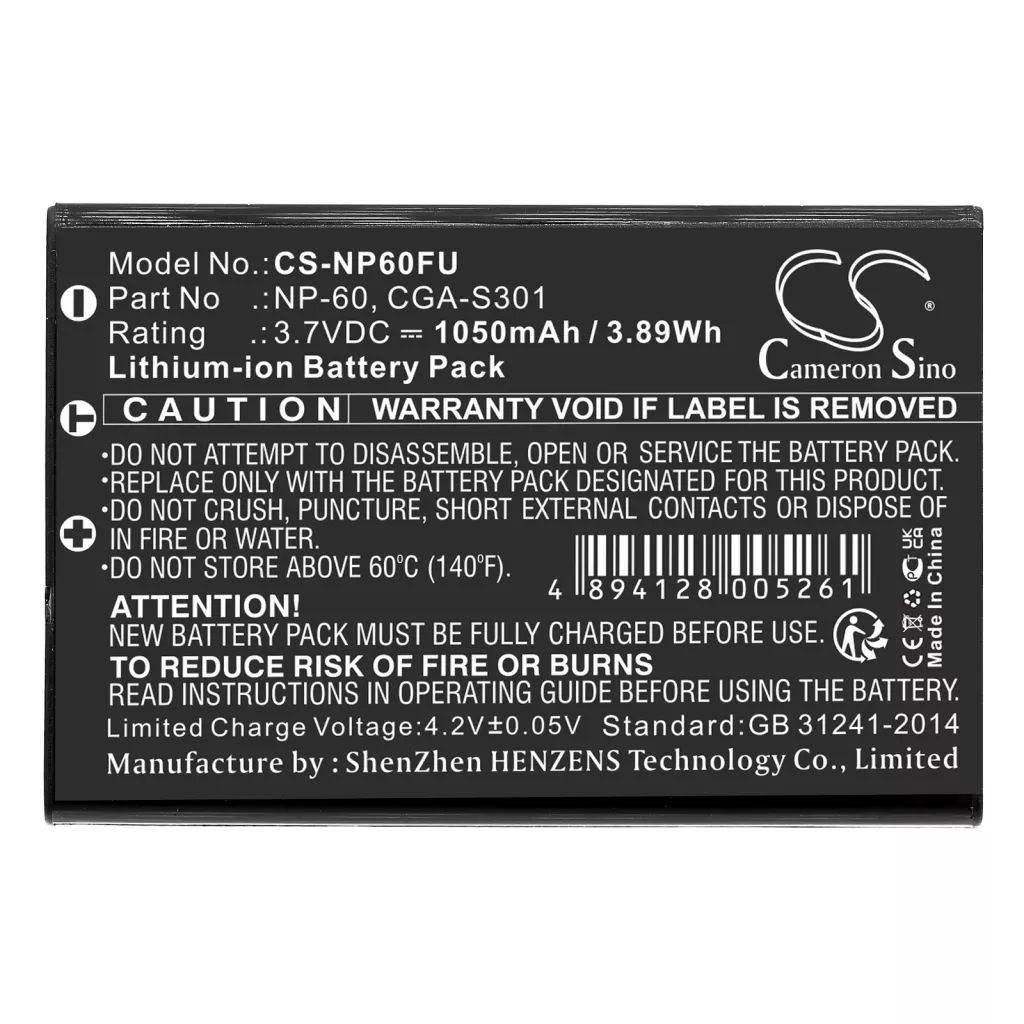 Model No.: CS-NP60FU
Part No .: NP-60, CGA-S301
Rating .: 3.7VDC ⎓ 1050mAh / 3.89Wh
Lithium-ion Battery Pack
CS ®
Cameron Sino
CAUTION WARRANTY VOID IF LABEL IS REMOVED
•DO NOT ATTEMPT TO DISASSEMBLE, OPEN OR SERVICE THE BATTERY PACK.
•REPLACE ONLY WITH THE BATTERY PACK DESIGNATED FOR THIS PRODUCT.
•DO NOT CRUSH, PUNCTURE, SHORT EXTERNAL CONTACTS OR DISPOSE OF
IN FIRE OR WATER.
•DO NOT STORE ABOVE 60°C (140°F).
4 894128 005261
ATTENTION!
NEW BATTERY PACK MUST BE FULLY CHARGED BEFORE USE.
TO REDUCE RISK OF FIRE OR BURNS
READ INSTRUCTIONS IN OPERATING GUIDE BEFORE USING THE BATTERY.
CE PC UK CA
Made In China
Limited Charge Voltage:4.2V±0.05V Standard:GB 31241-2014
Manufacture by : ShenZhen HENZENS Technology Co., Limited
- T +